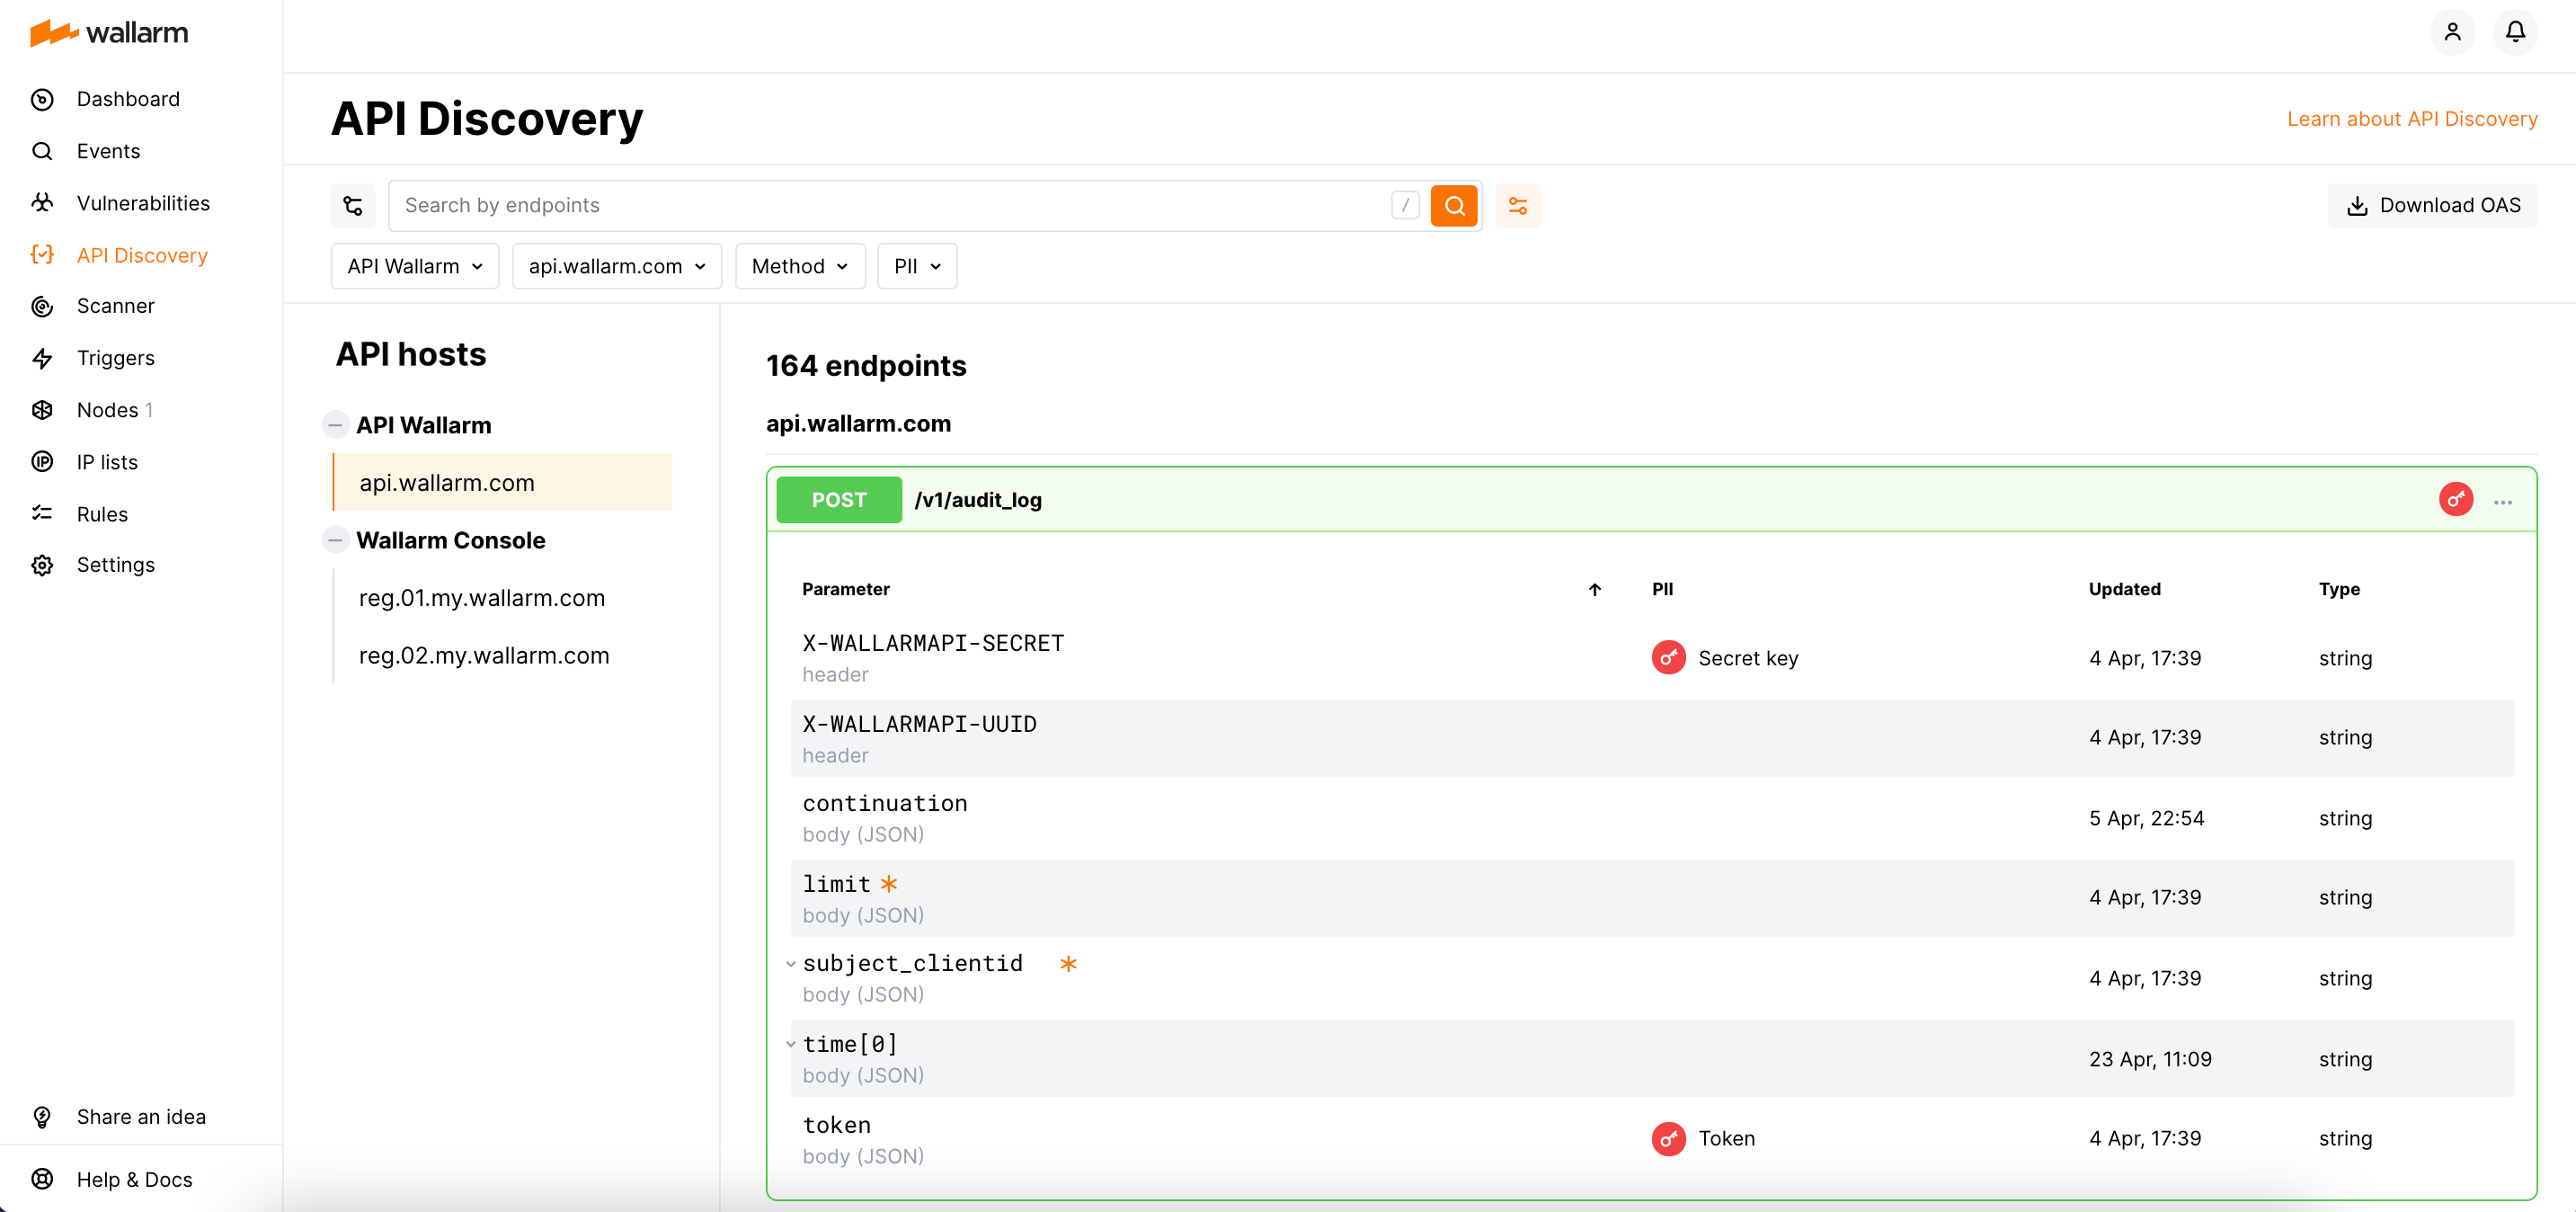 wallarm
Dashboard
Events
Vulnerabilities
API Discovery
Scanner
Triggers
Nodes 1
IP lists
Rules
Settings
Share an idea
Help & Docs
API Discovery
Learn about API Discovery
Search by endpoints
/
Download OAS
API Wallarm
api.wallarm.com
Method
PII
API hosts
API Wallarm
api.wallarm.com
Wallarm Console
reg.01.my.wallarm.com
reg.02.my.wallarm.com
164 endpoints
api.wallarm.com
POST /v1/audit_log
Parameter PII Updated Type
X-WALLARMAPI-SECRET
header
Secret key 4 Apr, 17:39 string
X-WALLARMAPI-UUID
header
4 Apr, 17:39 string
continuation
body (JSON)
5 Apr, 22:54 string
limit *
body (JSON)
4 Apr, 17:39 string
subject_clientid *
body (JSON)
4 Apr, 17:39 string
time[0]
body (JSON)
23 Apr, 11:09 string
token
body (JSON)
Token 4 Apr, 17:39 string